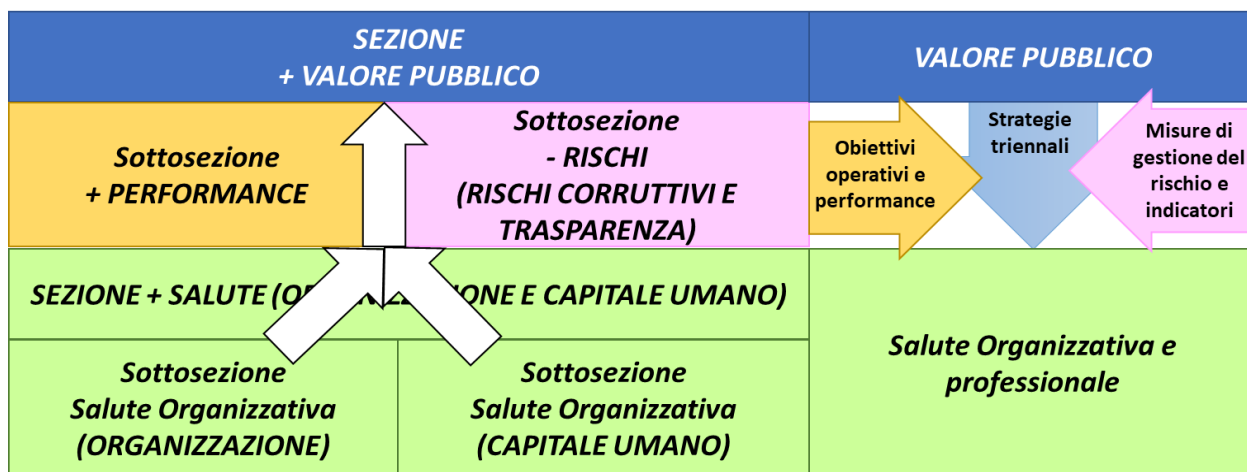 SEZIONE
+ VALORE PUBBLICO
VALORE PUBBLICO
Sottosezione
+ PERFORMANCE
Sottosezione
- RISCHI
(RISCHI CORRUTTIVI E
TRASPARENZA)
Obiettivi
operativi e
performance
Strategie
triennali
Misure di
gestione del
rischio e
indicatori
SEZIONE + SALUTE E CAPITALE UMANO)
Sottosezione
Salute Organizzativa
(ORGANIZZAZIONE)
Sottosezione
Salute Organizzativa
(CAPITALE UMANO)
Salute Organizzativa e
professionale